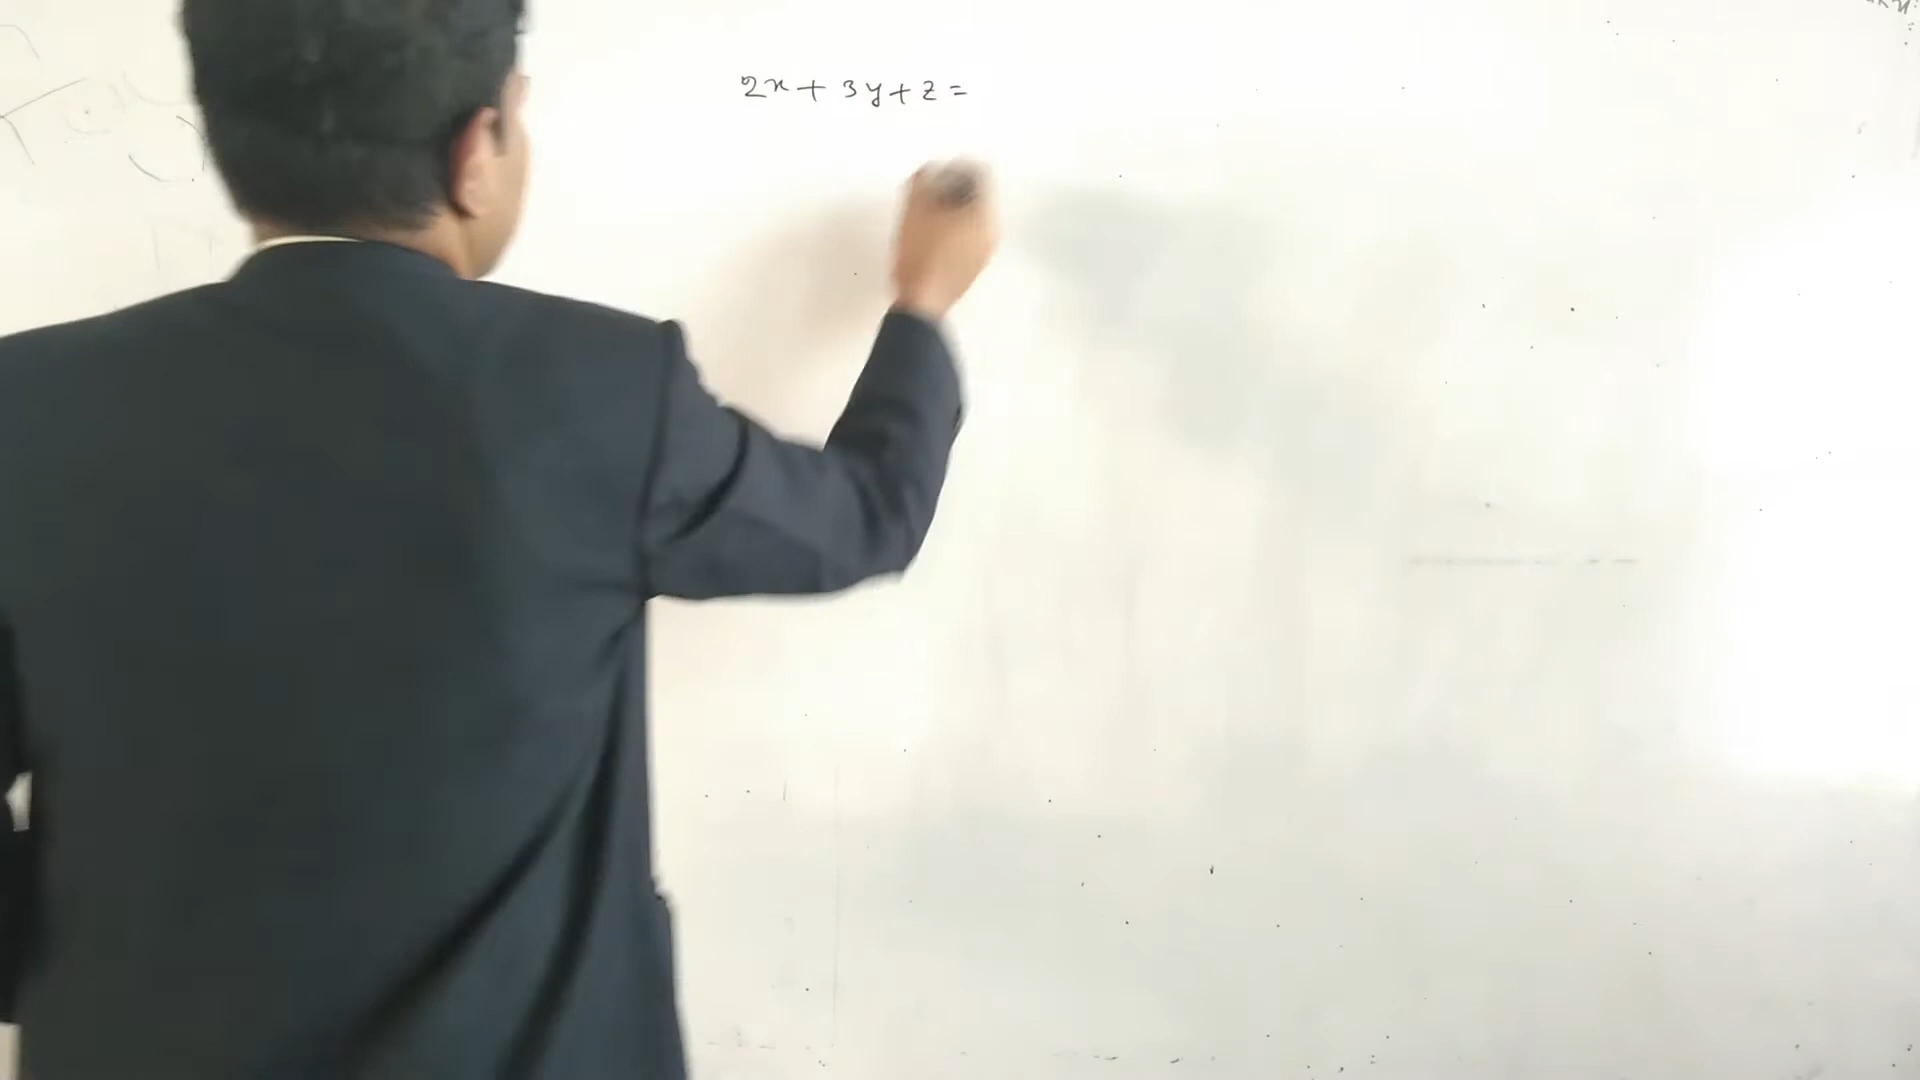 2x + 3y + z =